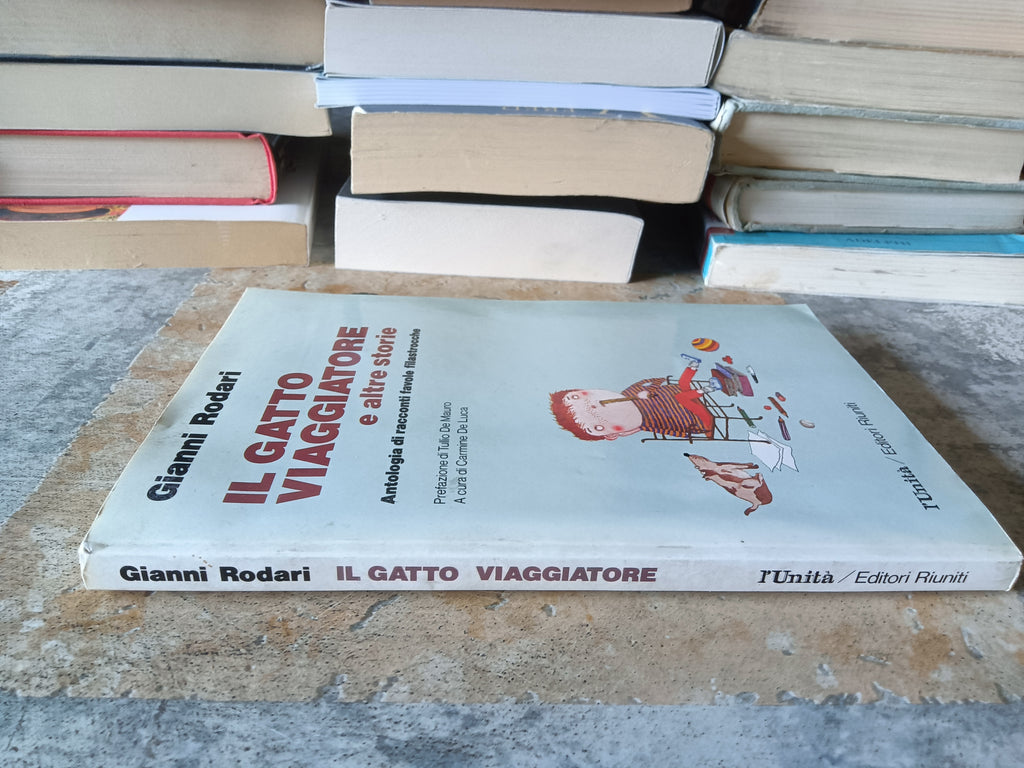 Gianni Rodari
IL GATTO
VIAGGIATORE
e altre storie
Antologia di racconti favole filastrocche
Prefazione di Tullio De Mauro
A cura di Carmine De Luca
l'Unità / Editori Riuniti
Gianni Rodari IL GATTO VIAGGIATORE l'Unità / Editori Riuniti
ADELPHI